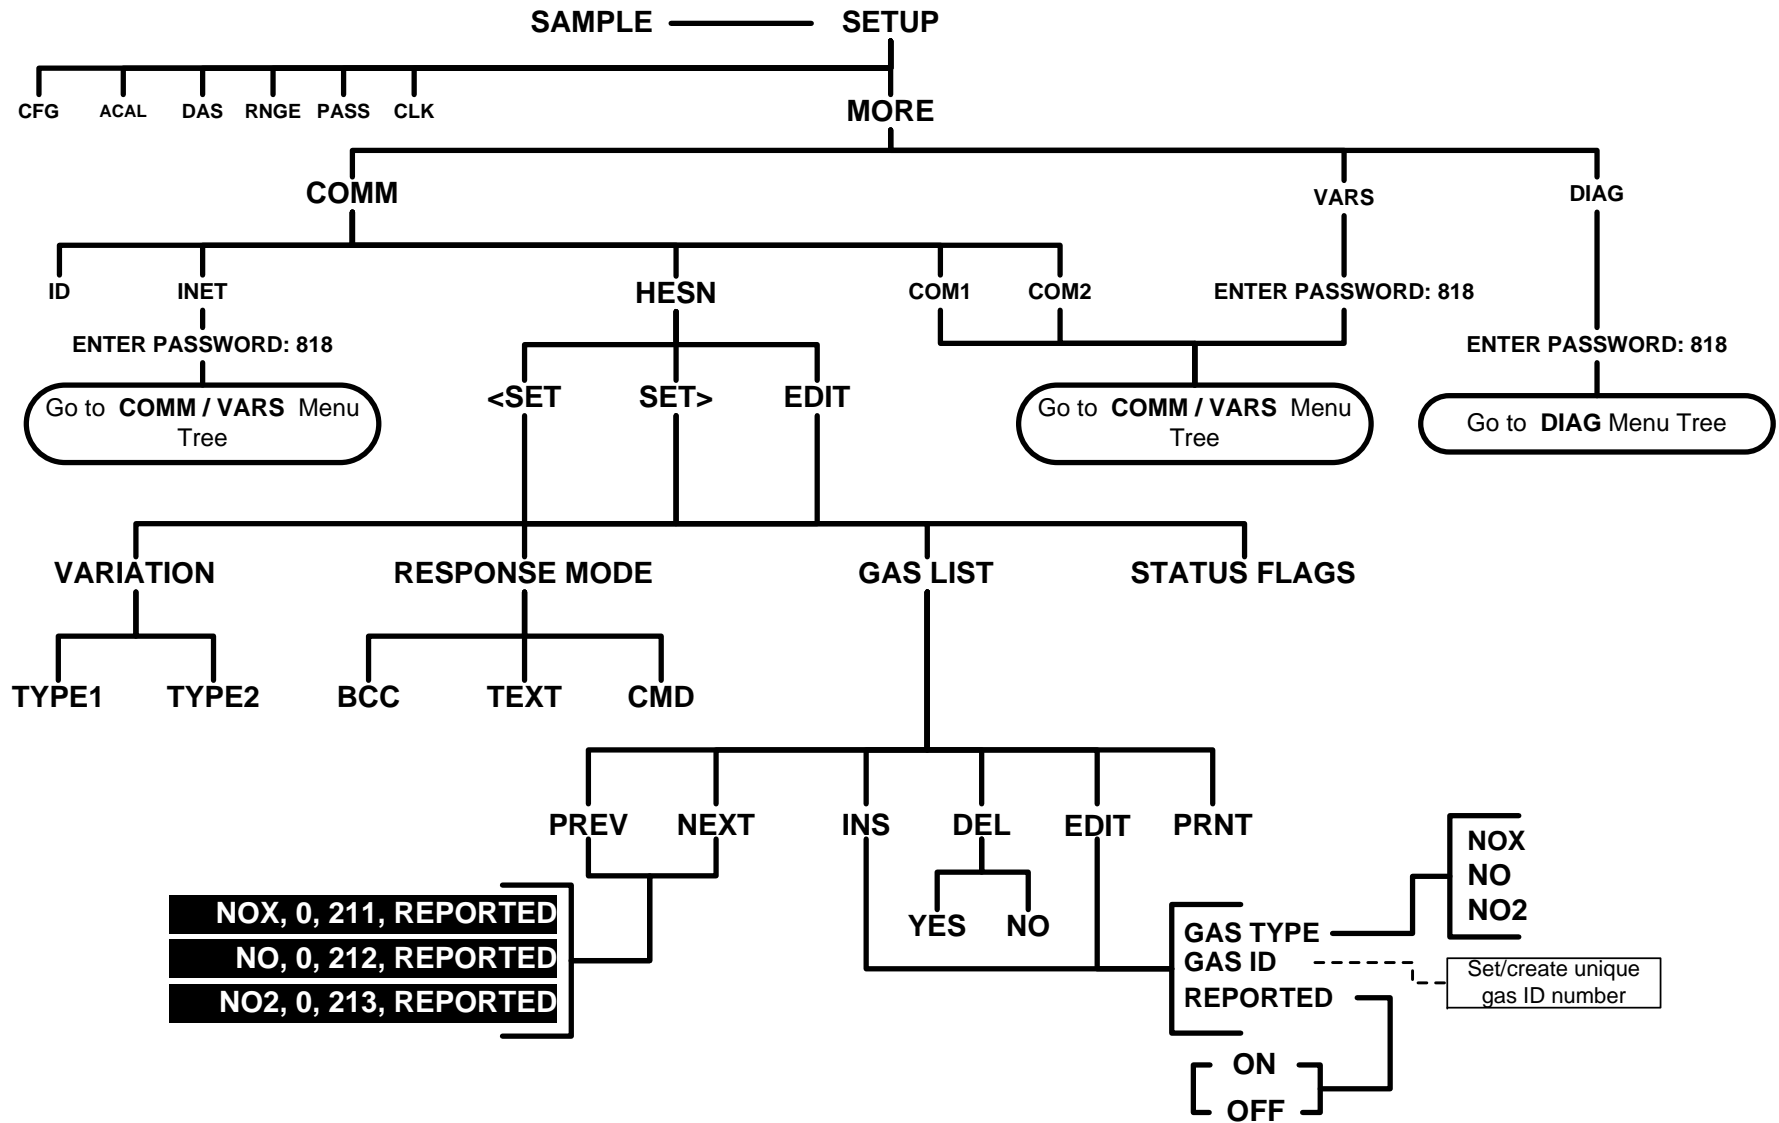 SAMPLE SETUP
CFG ACAL DAS RNGE PASS CLK MORE
COMM VARS DIAG
ID INET HESN COM1 COM2 ENTER PASSWORD: 818
ENTER PASSWORD: 818 ENTER PASSWORD: 818
<SET SET> EDIT
Go to COMM / VARS Menu
Tree
Go to COMM / VARS Menu
Tree
Go to DIAG Menu Tree
VARIATION RESPONSE MODE GAS LIST STATUS FLAGS
TYPE1 TYPE2 BCC TEXT CMD
PREV NEXT INS DEL EDIT PRNT
YES NO
NOX, 0, 211, REPORTED
NO, 0, 212, REPORTED
NO2, 0, 213, REPORTED
GAS TYPE
GAS ID
REPORTED
NOX
NO
NO2
Set/create unique
gas ID number
ON
OFF